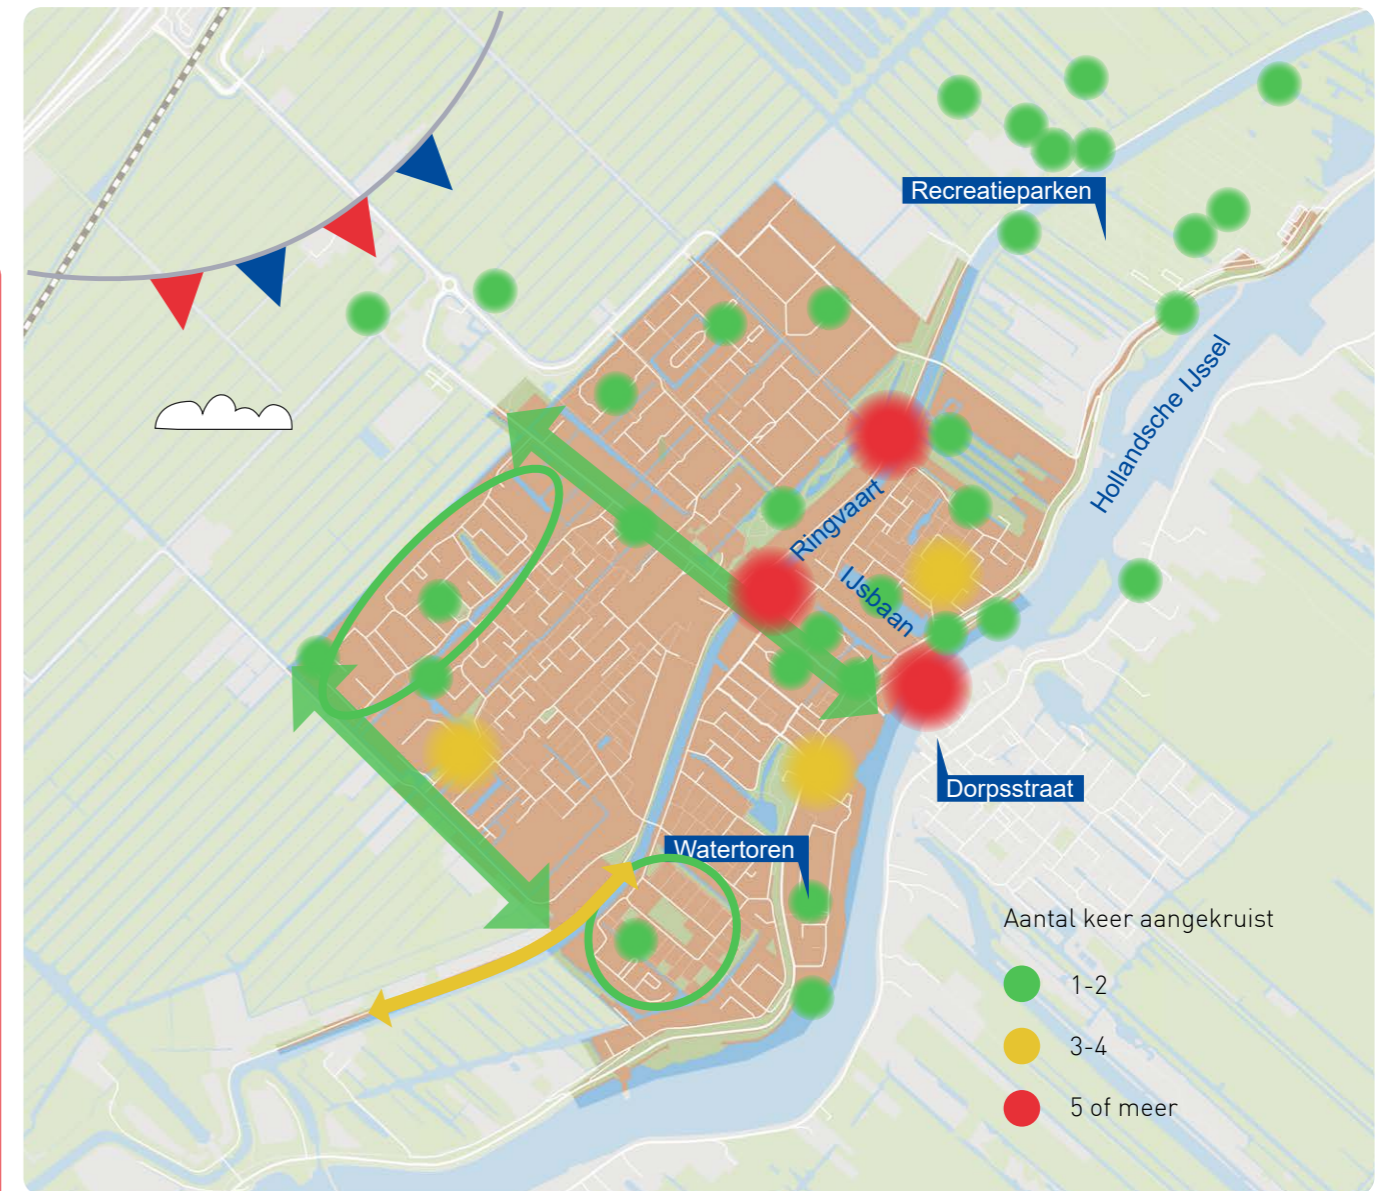 Recreatieparken
Hollandsche IJssel
Ringvaart
IJsbaan
Dorpsstraat
Watertoren
Aantal keer aangekruist
1-2
3-4
5 of meer